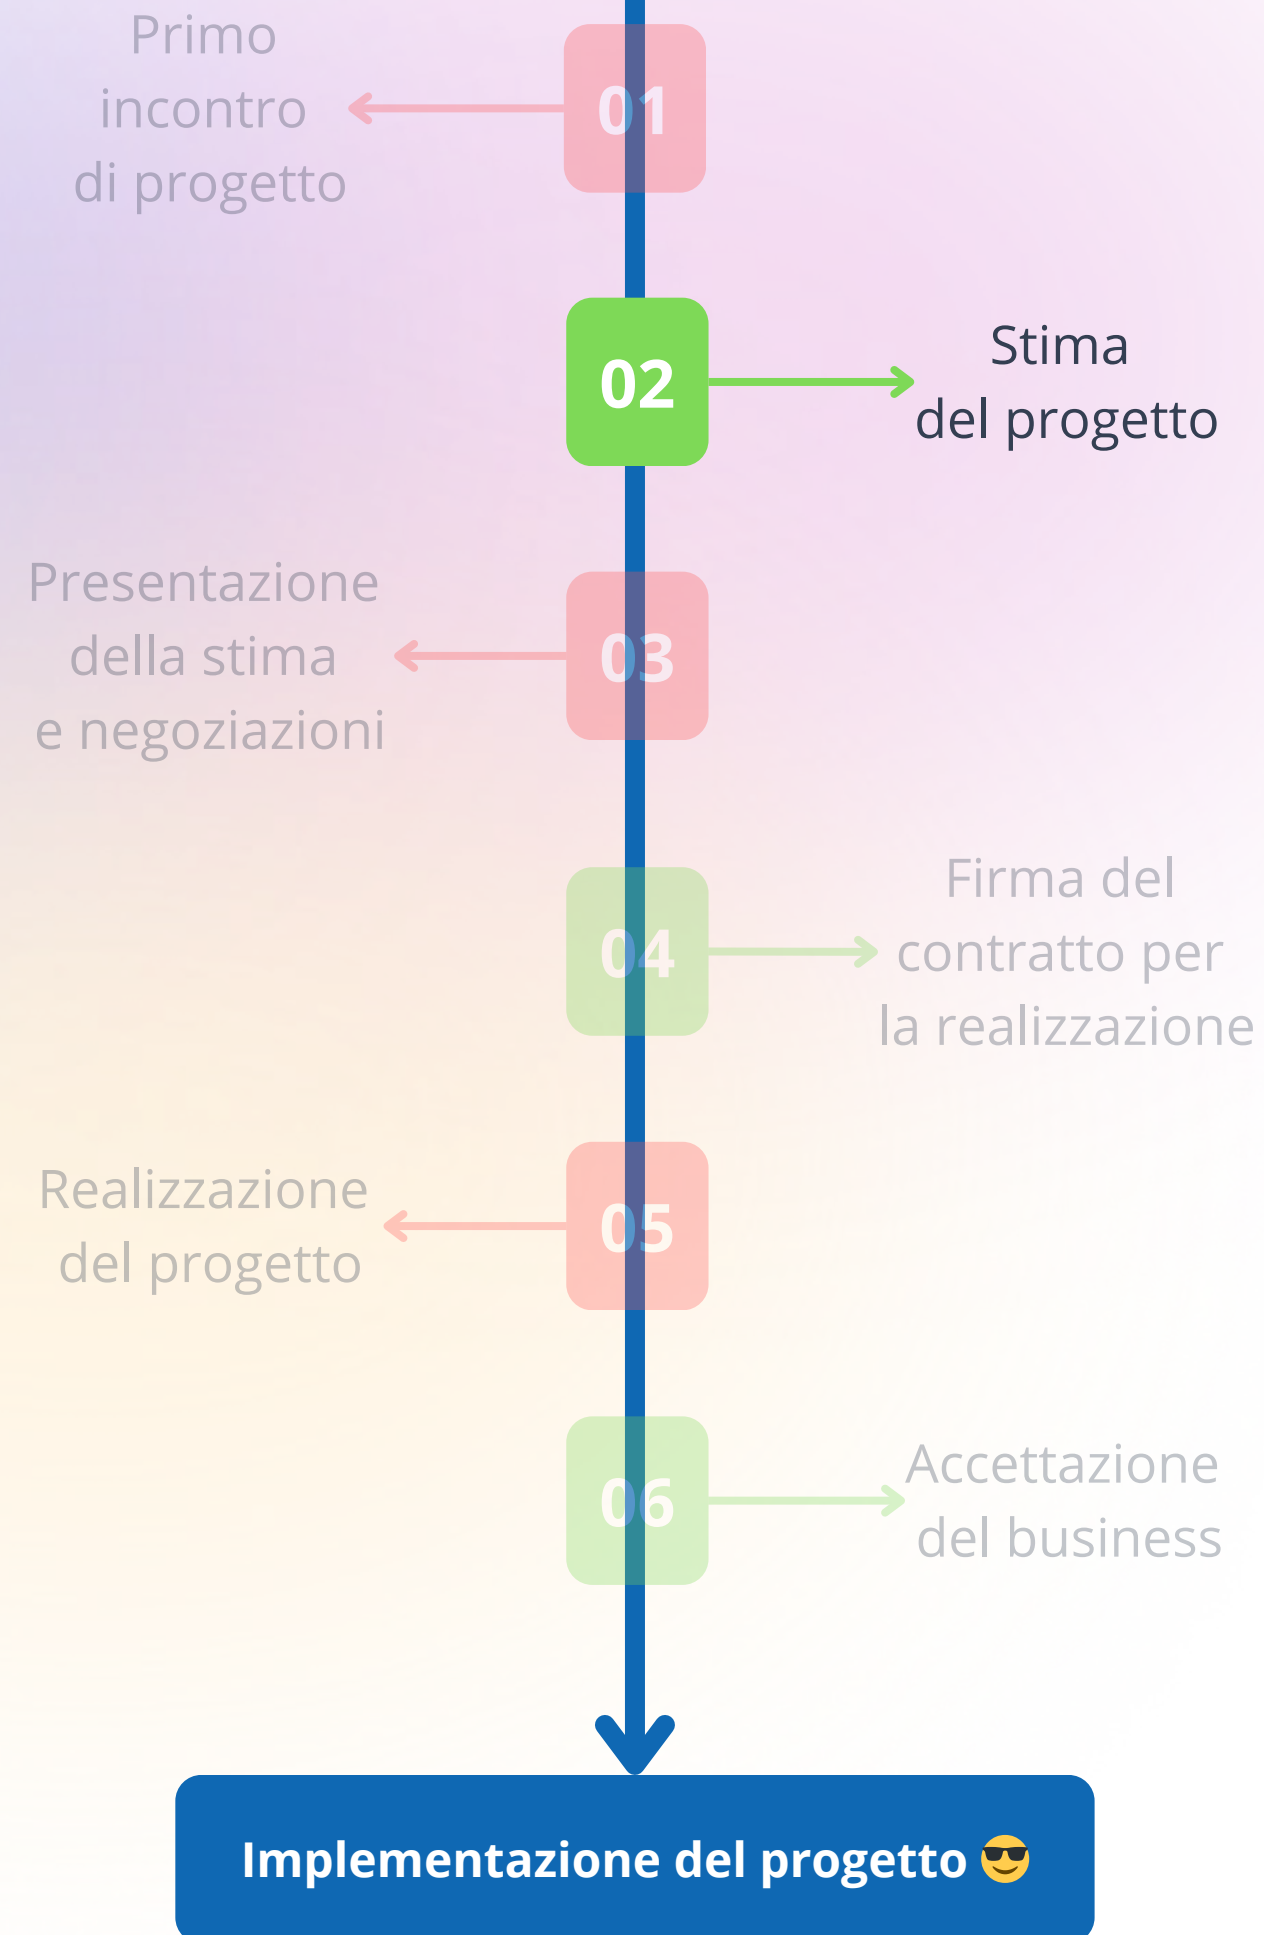 Primo
incontro
di progetto
01
02
Stima
del progetto
Presentazione
della stima
e negoziazioni
03
04
Firma del
contratto per
la realizzazione
Realizzazione
del progetto
05
06
Accettazione
del business
Implementazione del progetto 😎